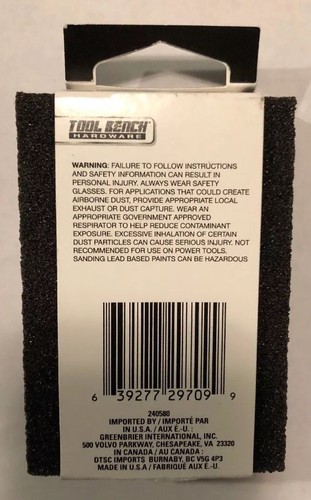 TOOL BENCH
HARDWARE
WARNING: FAILURE TO FOLLOW INSTRUCTIONS
AND SAFETY INFORMATION CAN RESULT IN
PERSONAL INJURY. ALWAYS WEAR SAFETY
GLASSES. FOR APPLICATIONS THAT COULD CREATE
AIRBORNE DUST, PROVIDE APPROPRIATE LOCAL
EXHAUST OR DUST CAPTURE. WEAR AN
APPROPRIATE GOVERNMENT APPROVED
RESPIRATOR TO HELP REDUCE CONTAMINANT
EXPOSURE. EXCESSIVE INHALATION OF CERTAIN
DUST PARTICLES CAN CAUSE SERIOUS INJURY. NOT
RECOMMENDED FOR USE ON POWER TOOLS.
SANDING LEAD BASED PAINTS CAN BE HAZARDOUS
6 39277 29709 9
240580
IMPORTED BY / IMPORTÉ PAR
IN U.S.A. / AUX É.-U. :
GREENBRIER INTERNATIONAL, INC.
500 VOLVO PARKWAY, CHESAPEAKE, VA 23320
IN CANADA / AU CANADA :
DTSC IMPORTS BURNABY, BC V5G 4P3
MADE IN U.S.A / FABRIQUÉ AUX É.-U.